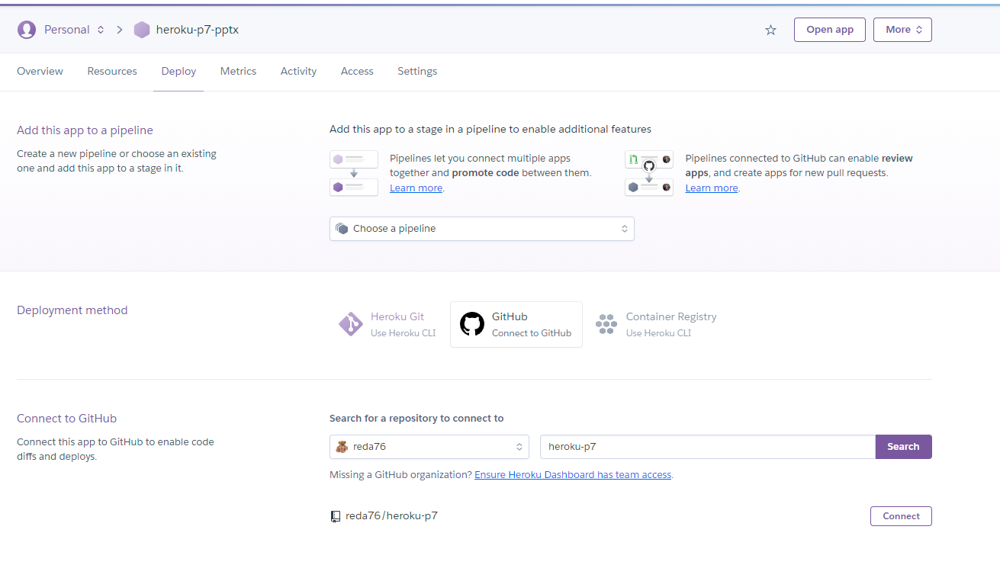 Personal
heroku-p7-pptx
Open app
More
Overview
Resources
Deploy
Metrics
Activity
Access
Settings
Add this app to a pipeline
Create a new pipeline or choose an existing
one and add this app to a stage in it.
Add this app to a stage in a pipeline to enable additional features
Pipelines let you connect multiple apps
together and promote code between them.
Learn more.
Pipelines connected to GitHub can enable review
apps, and create apps for new pull requests.
Learn more.
Choose a pipeline
Deployment method
Heroku Git
Use Heroku CLI
GitHub
Connect to GitHub
Container Registry
Use Heroku CLI
Connect to GitHub
Connect this app to GitHub to enable code
diffs and deploys.
Search for a repository to connect to
reda76
heroku-p7
Search
Missing a GitHub organization? Ensure Heroku Dashboard has team access.
reda76/heroku-p7
Connect